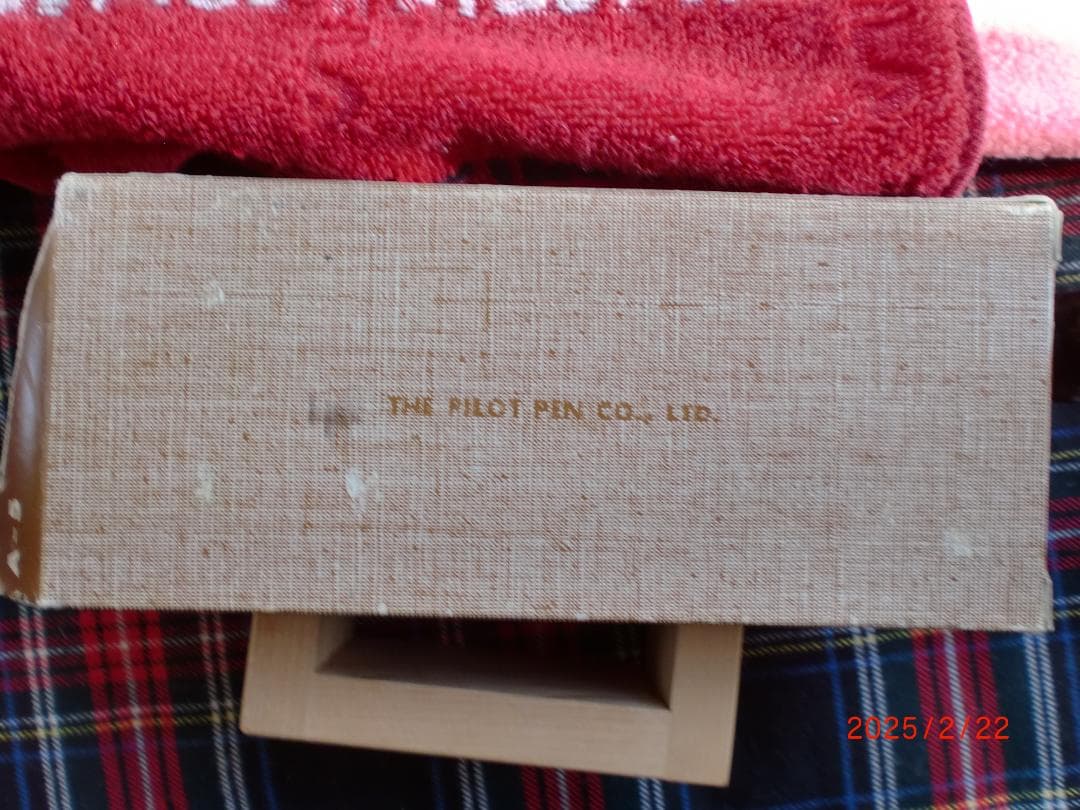 THE PILOT PEN CO., LTD.
A-B
2025/2/22